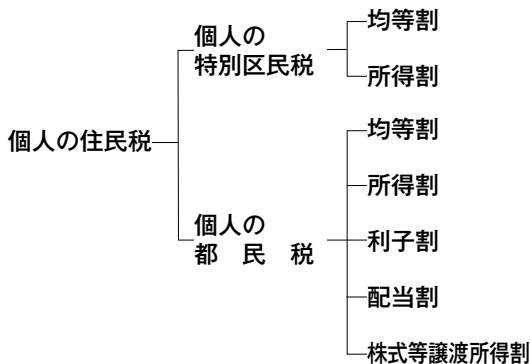 個人の住民税
個人の
特別区民税
均等割
所得割
個人の
都　民　税
均等割
所得割
利子割
配当割
株式等譲渡所得割